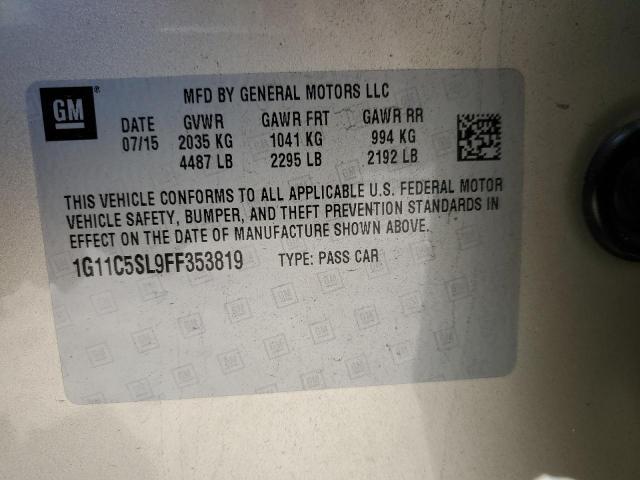 GM®
MFD BY GENERAL MOTORS LLC
DATE GVWR GAWR FRT GAWR RR
07/15 2035 KG 1041 KG 994 KG
4487 LB 2295 LB 2192 LB
THIS VEHICLE CONFORMS TO ALL APPLICABLE U.S. FEDERAL MOTOR
VEHICLE SAFETY, BUMPER, AND THEFT PREVENTION STANDARDS IN
EFFECT ON THE DATE OF MANUFACTURE SHOWN ABOVE.
1G11C5SL9FF353819 TYPE: PASS CAR